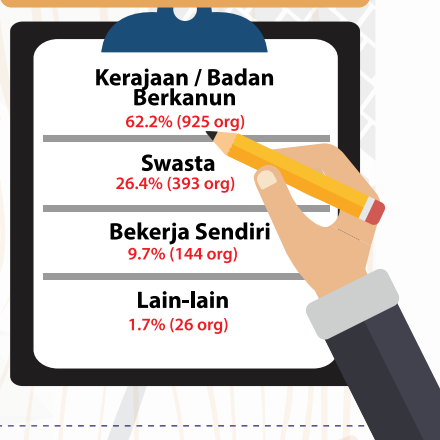 Kerajaan / Badan
Berkanun
62.2% (925 org)
Swasta
26.4% (393 org)
Bekerja Sendiri
9.7% (144 org)
Lain-lain
1.7% (26 org)